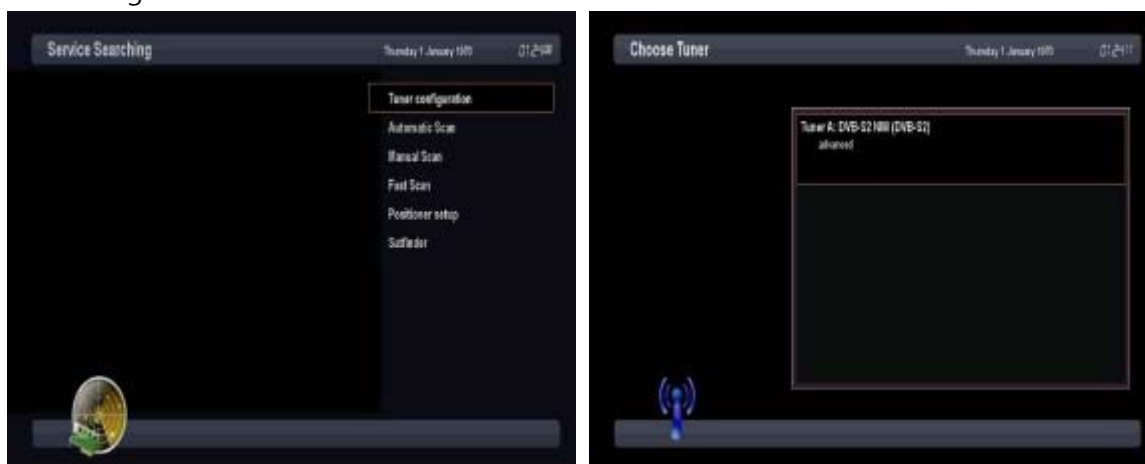 Service Searching
Thursday 1 January 1970
Tuner configuration
Automatic Scan
Manual Scan
Fast Scan
Positioner setup
Satfinder
Choose Tuner
Thursday 1 January 1970
Tuner A: DVB-S2 NIM (DVB-S2)
advanced